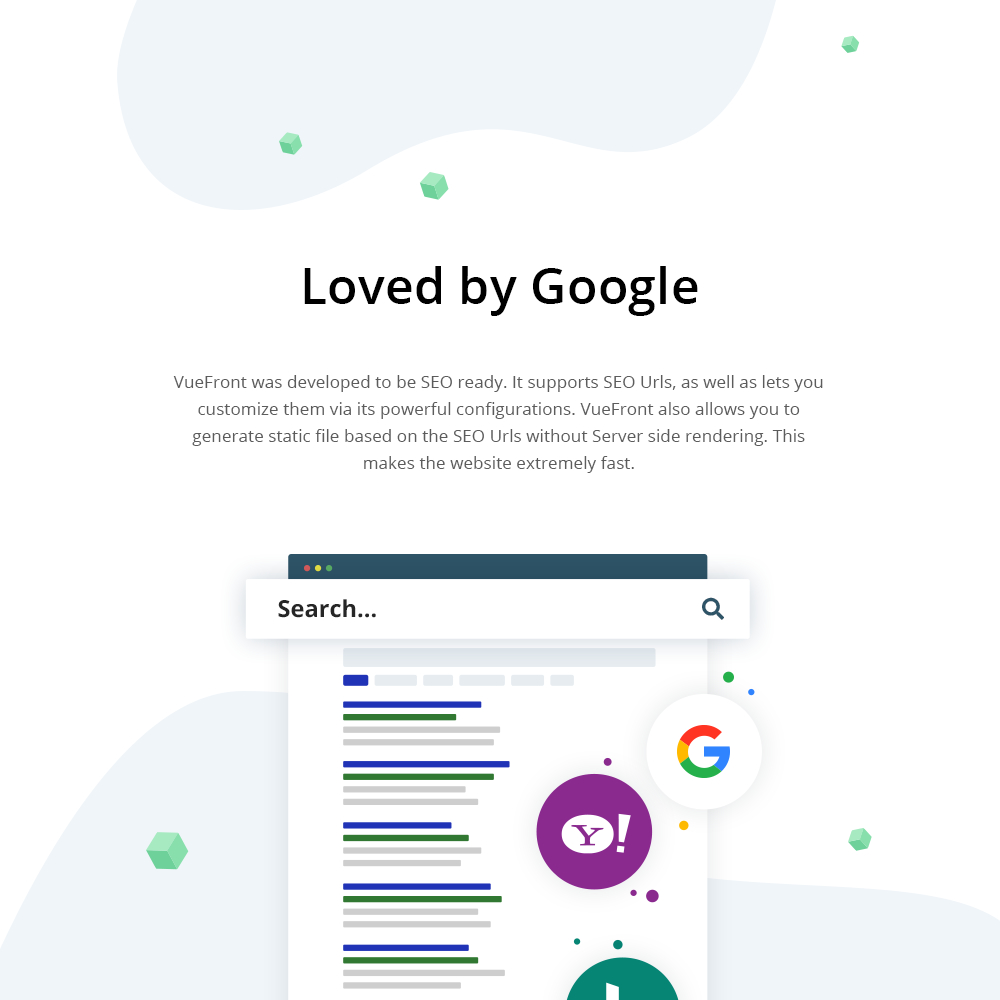 Loved by Google
VueFront was developed to be SEO ready. It supports SEO Urls, as well as lets you
customize them via its powerful configurations. VueFront also allows you to
generate static file based on the SEO Urls without Server side rendering. This
makes the website extremely fast.
Search...
G
Y!